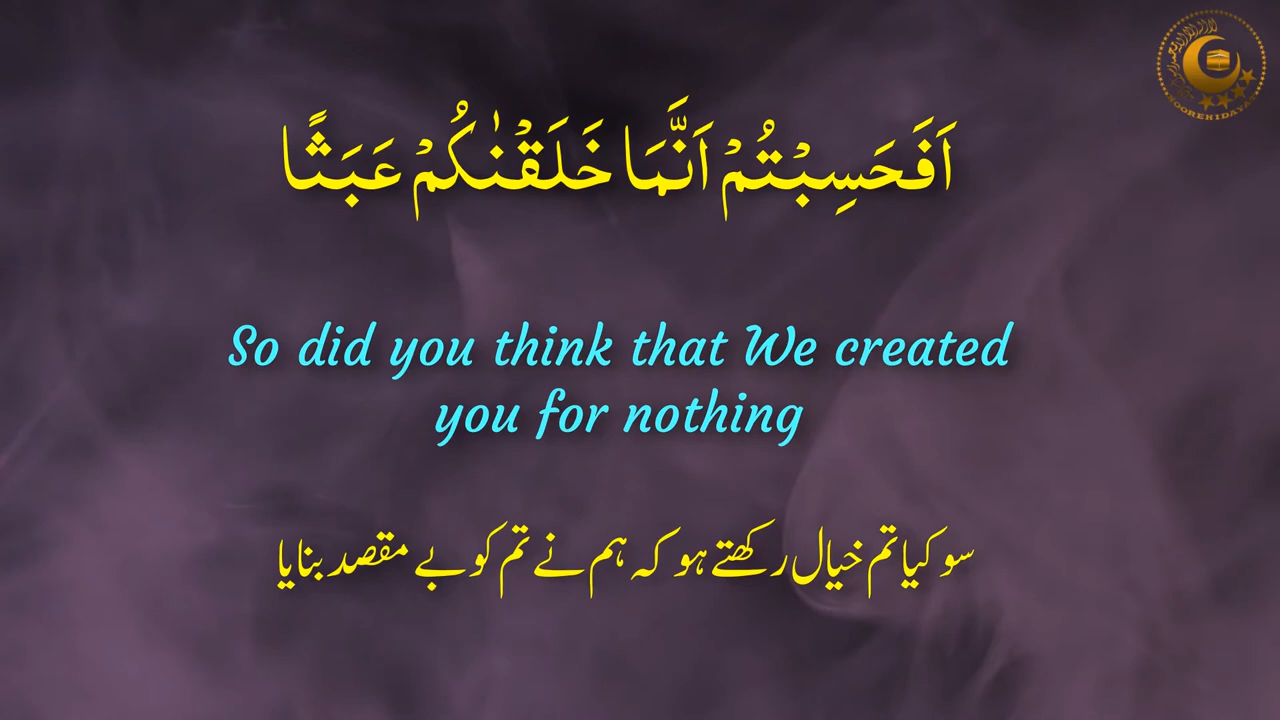 اَفَحَسِبْتُمْ اَنَّمَا خَلَقْنٰكُمْ عَبَثًا
So did you think that We created
you for nothing
سو کیا تم خیال رکھتے ہو کہ ہم نے تم کو بے مقصد بنایا
NOOREHIDAYAT